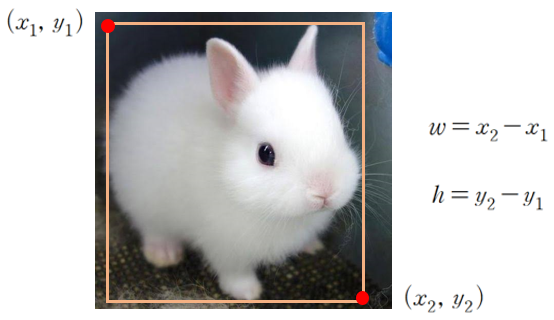 (x₁, y₁)
w = x₂ − x₁
h = y₂ − y₁
(x₂, y₂)